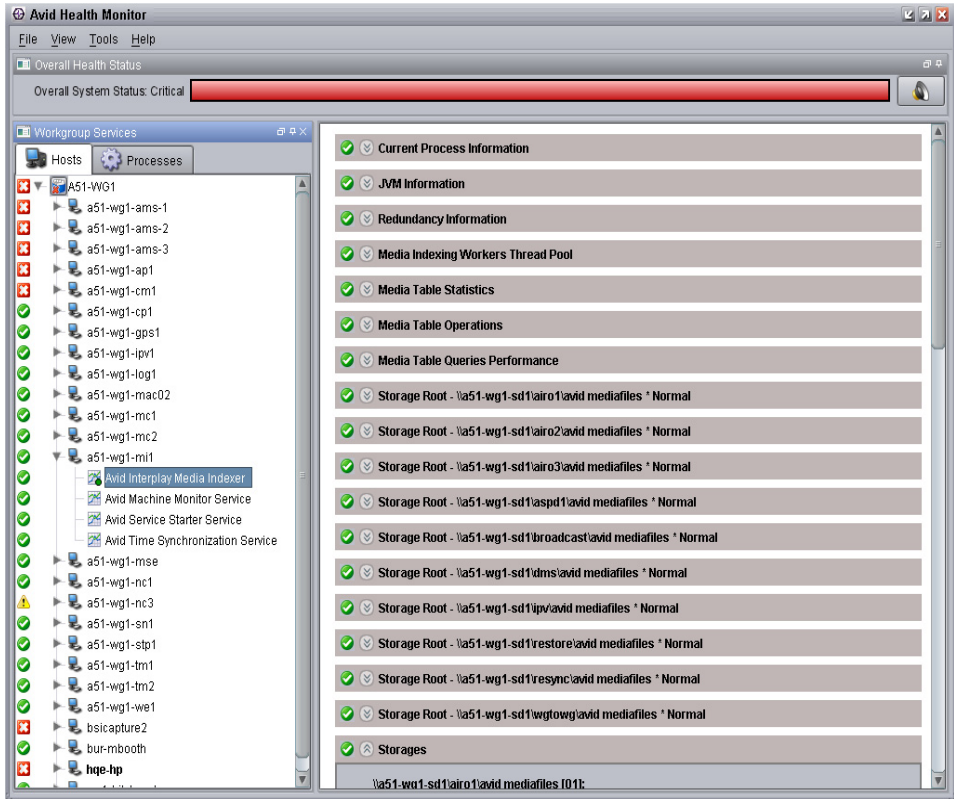 Avid Health Monitor
File View Tools Help
Overall Health Status
Overall System Status: Critical
Workgroup Services
Hosts Processes
A51-WG1
a51-wg1-ams-1
a51-wg1-ams-2
a51-wg1-ams-3
a51-wg1-ap1
a51-wg1-cm1
a51-wg1-cp1
a51-wg1-gps1
a51-wg1-ipv1
a51-wg1-log1
a51-wg1-mac02
a51-wg1-mc1
a51-wg1-mc2
a51-wg1-mi1
Avid Interplay Media Indexer
Avid Machine Monitor Service
Avid Service Starter Service
Avid Time Synchronization Service
a51-wg1-mse
a51-wg1-nc1
a51-wg1-nc3
a51-wg1-sn1
a51-wg1-stp1
a51-wg1-tm1
a51-wg1-tm2
a51-wg1-we1
bsicapture2
bur-mbooth
hqe-hp
Current Process Information
JVM Information
Redundancy Information
Media Indexing Workers Thread Pool
Media Table Statistics
Media Table Operations
Media Table Queries Performance
Storage Root - \\a51-wg1-sd1\airo1\avid mediafiles * Normal
Storage Root - \\a51-wg1-sd1\airo2\avid mediafiles * Normal
Storage Root - \\a51-wg1-sd1\airo3\avid mediafiles * Normal
Storage Root - \\a51-wg1-sd1\aspd1\avid mediafiles * Normal
Storage Root - \\a51-wg1-sd1\broadcast\avid mediafiles * Normal
Storage Root - \\a51-wg1-sd1\dms\avid mediafiles * Normal
Storage Root - \\a51-wg1-sd1\ipv\avid mediafiles * Normal
Storage Root - \\a51-wg1-sd1\restore\avid mediafiles * Normal
Storage Root - \\a51-wg1-sd1\resync\avid mediafiles * Normal
Storage Root - \\a51-wg1-sd1\wgtowg\avid mediafiles * Normal
Storages
\\a51-wg1-sd1\airo1\avid mediafiles [01]: